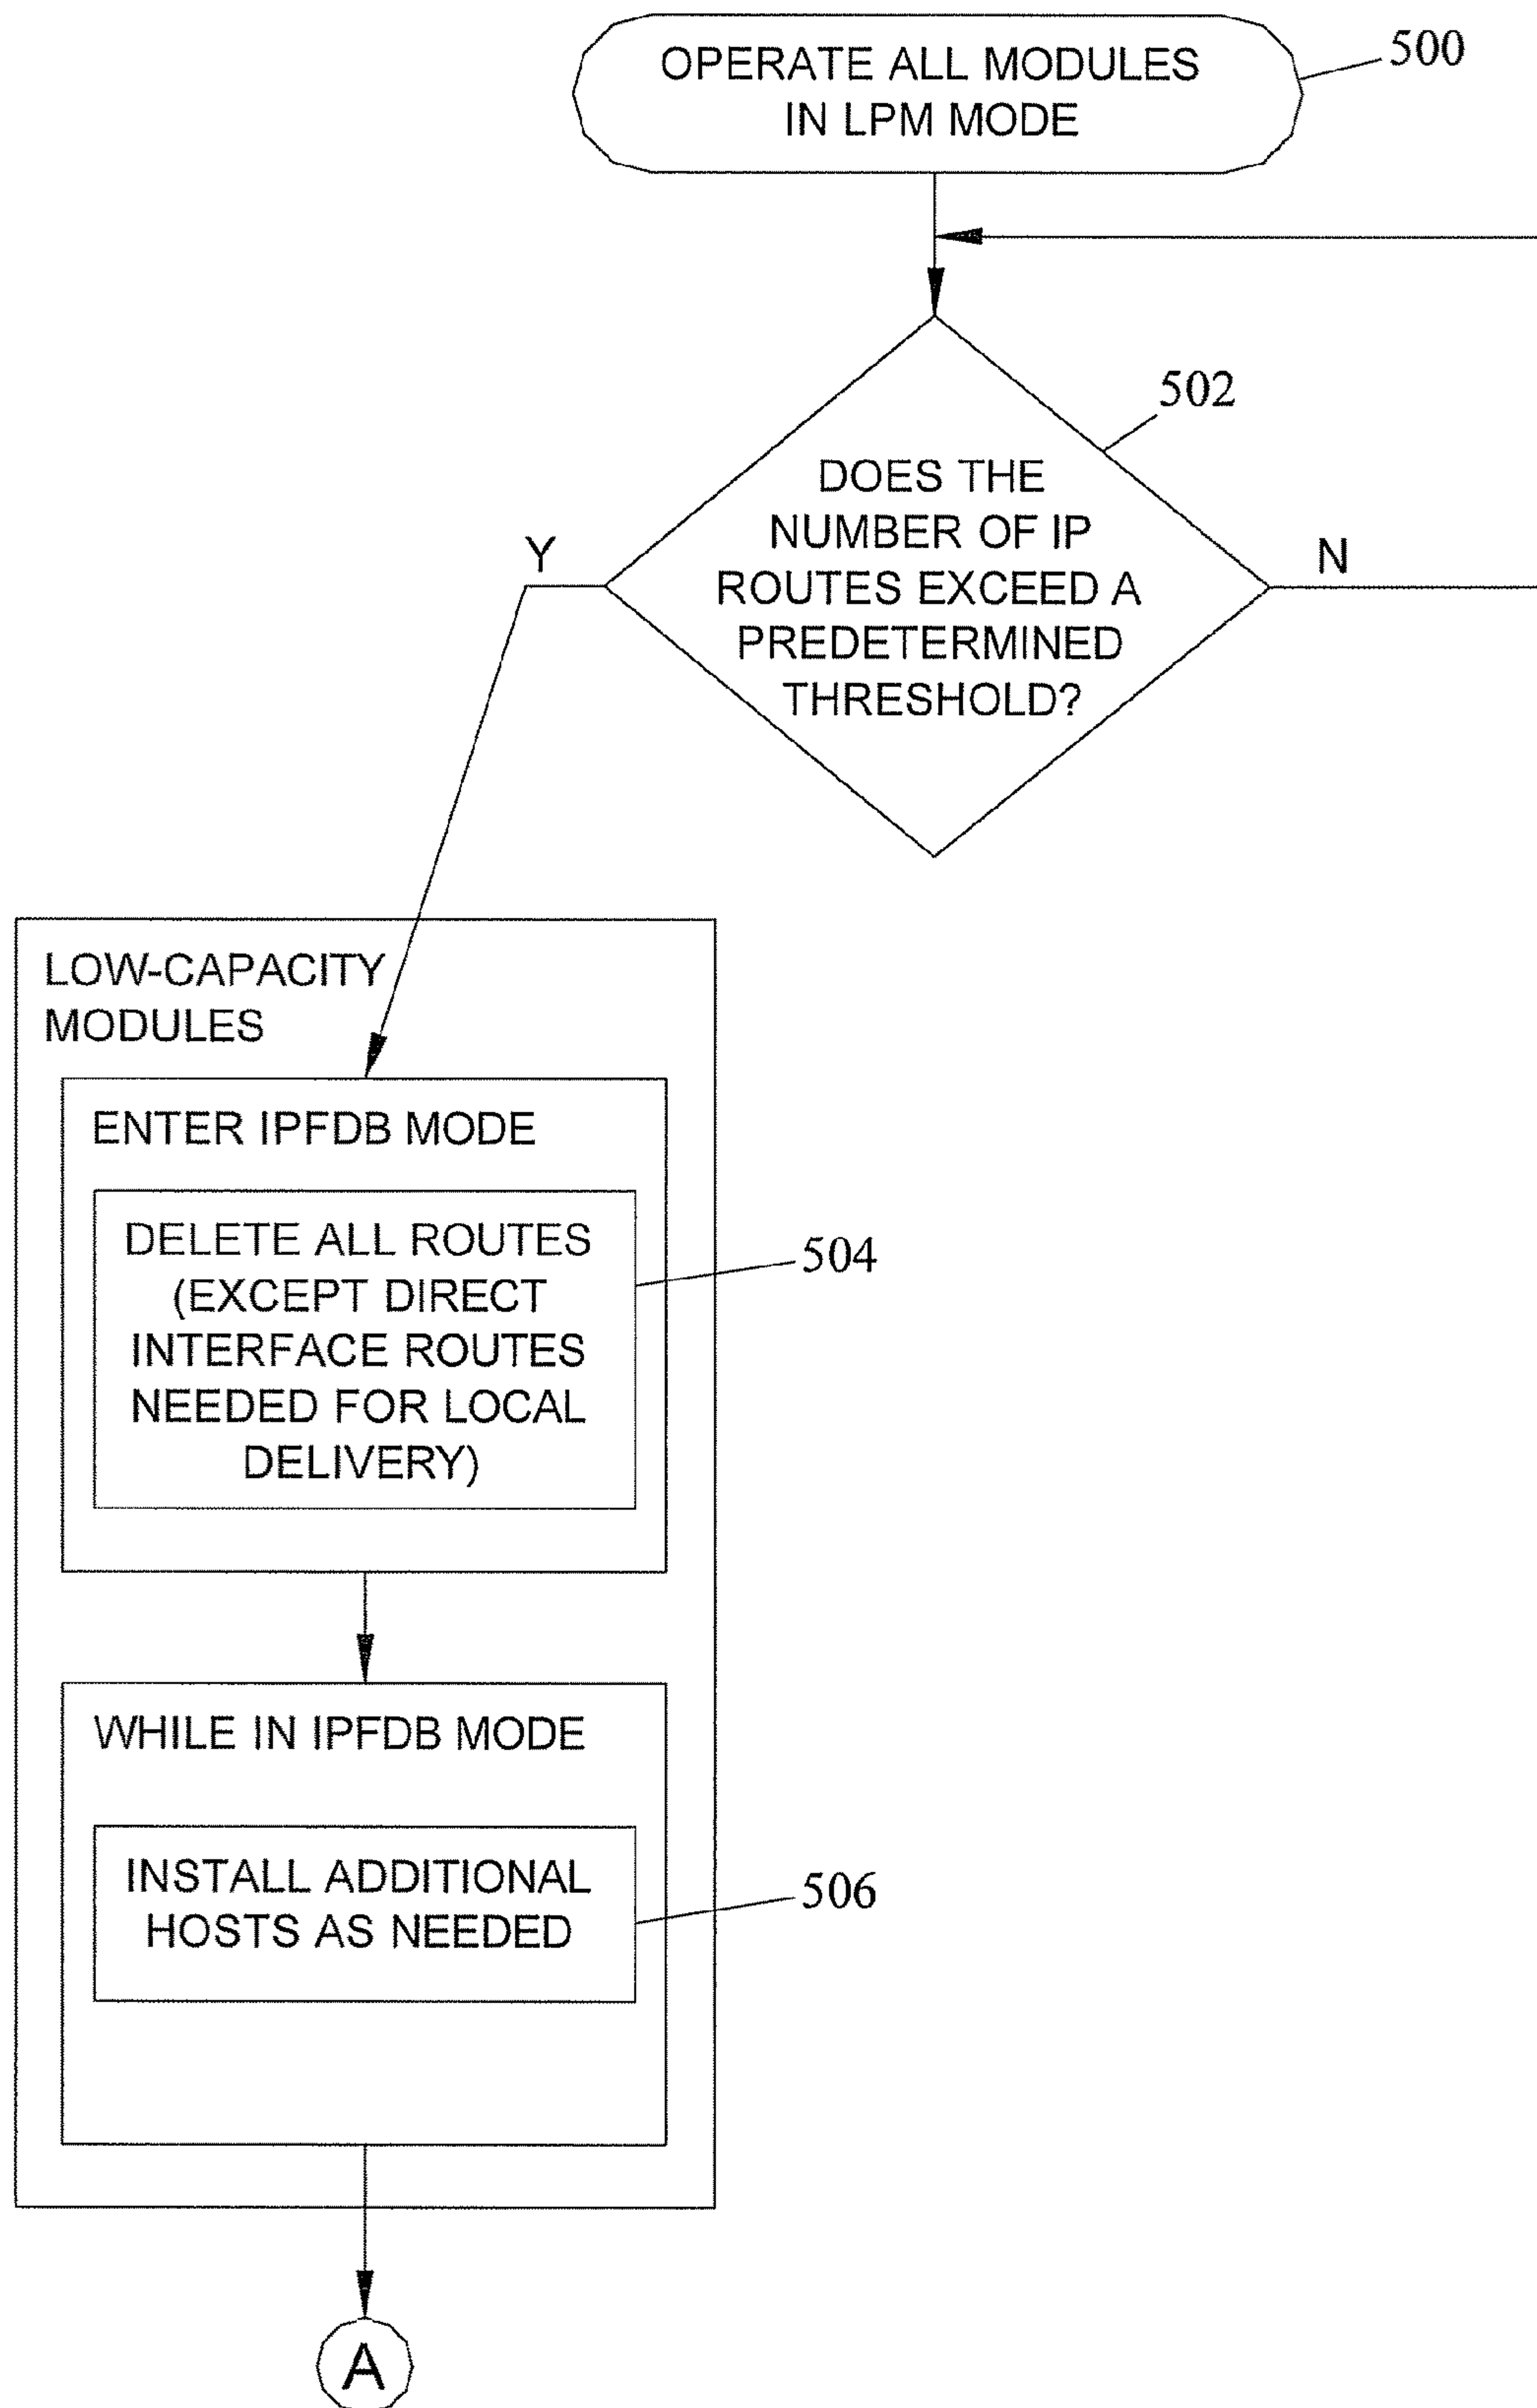 OPERATE ALL MODULES
IN LPM MODE
500
502
DOES THE
NUMBER OF IP
ROUTES EXCEED A
PREDETERMINED
THRESHOLD?
Y
N
LOW-CAPACITY
MODULES
ENTER IPFDB MODE
DELETE ALL ROUTES
(EXCEPT DIRECT
INTERFACE ROUTES
NEEDED FOR LOCAL
DELIVERY)
504
WHILE IN IPFDB MODE
INSTALL ADDITIONAL
HOSTS AS NEEDED
506
A